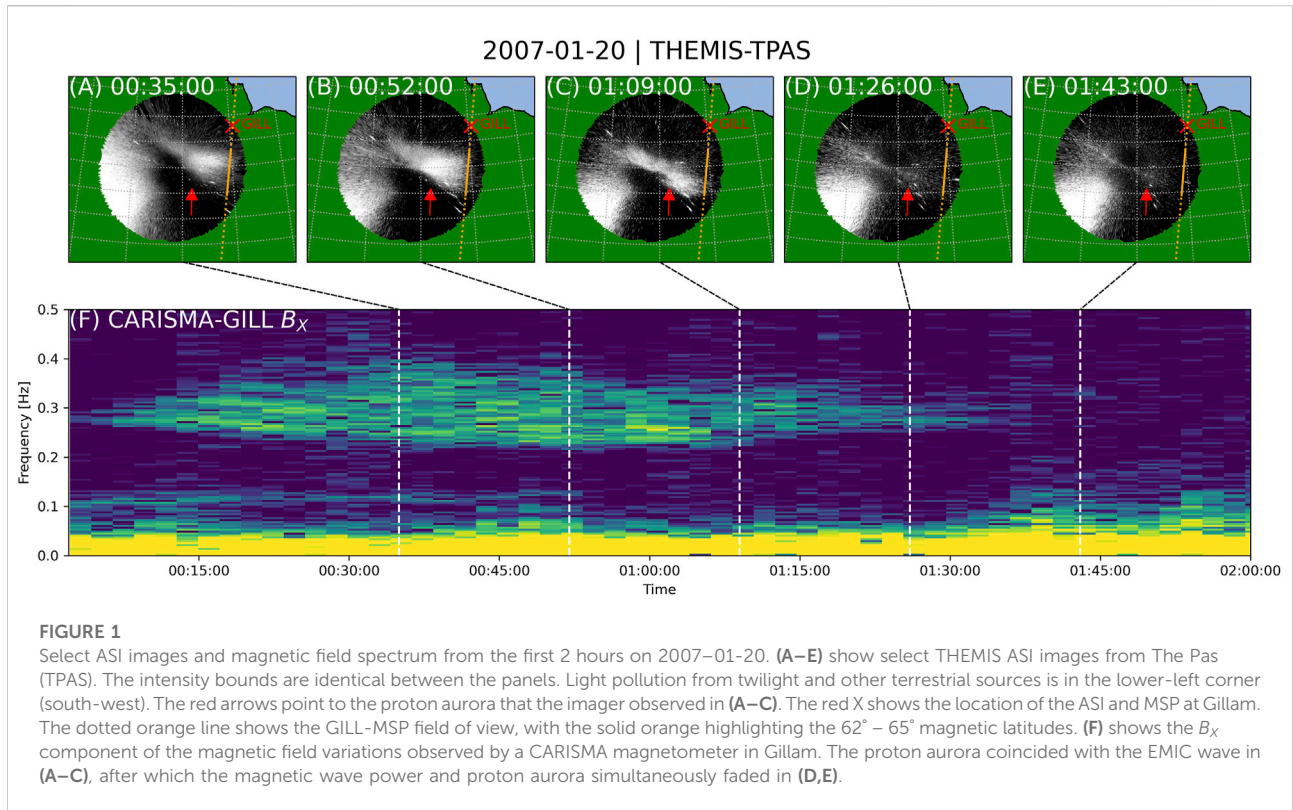 2007-01-20 | THEMIS-TPAS
(A) 00:35:00
(B) 00:52:00
(C) 01:09:00
(D) 01:26:00
(E) 01:43:00
GILL
GILL
GILL
GILL
GILL
(F) CARISMA-GILL Bₓ
Frequency [Hz]
0.5
0.4
0.3
0.2
0.1
0.0
00:15:00
00:30:00
00:45:00
01:00:00
01:15:00
01:30:00
01:45:00
02:00:00
Time
FIGURE 1
Select ASI images and magnetic field spectrum from the first 2 hours on 2007–01-20. (A–E) show select THEMIS ASI images from The Pas
(TPAS). The intensity bounds are identical between the panels. Light pollution from twilight and other terrestrial sources is in the lower-left corner
(south-west). The red arrows point to the proton aurora that the imager observed in (A–C). The red X shows the location of the ASI and MSP at Gillam.
The dotted orange line shows the GILL-MSP field of view, with the solid orange highlighting the 62° – 65° magnetic latitudes. (F) shows the Bₓ
component of the magnetic field variations observed by a CARISMA magnetometer in Gillam. The proton aurora coincided with the EMIC wave in
(A–C), after which the magnetic wave power and proton aurora simultaneously faded in (D,E).